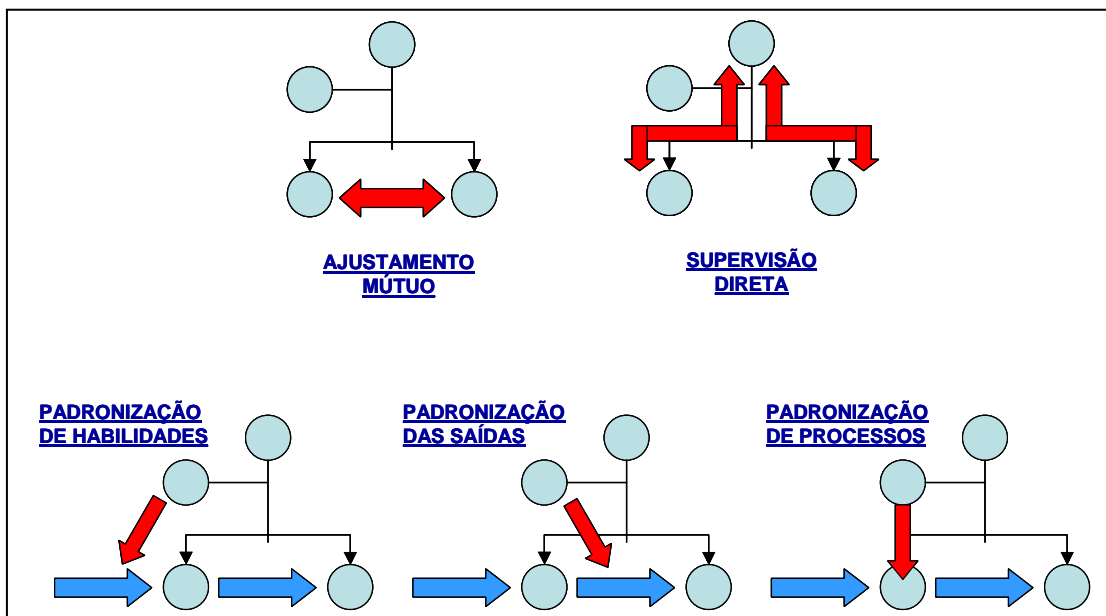 AJUSTAMENTO
MÚTUO
SUPERVISÃO
DIRETA
PADRONIZAÇÃO
DE HABILIDADES
PADRONIZAÇÃO
DAS SAÍDAS
PADRONIZAÇÃO
DE PROCESSOS